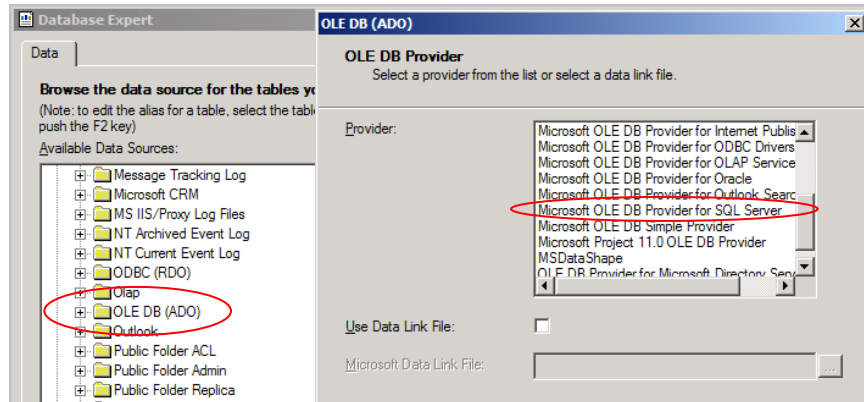 Database Expert
Data
Browse the data source for the tables yo
(Note: to edit the alias for a table, select the table
push the F2 key)
Available Data Sources:
Message Tracking Log
Microsoft CRM
MS IIS/Proxy Log Files
NT Archived Event Log
NT Current Event Log
ODBC (RDO)
Olap
OLE DB (ADO)
Outlook
Public Folder ACL
Public Folder Admin
Public Folder Replica
OLE DB (ADO)
OLE DB Provider
Select a provider from the list or select a data link file.
Provider:
Microsoft OLE DB Provider for Internet Publis
Microsoft OLE DB Provider for ODBC Drivers
Microsoft OLE DB Provider for OLAP Service
Microsoft OLE DB Provider for Oracle
Microsoft OLE DB Provider for Outlook Searc
Microsoft OLE DB Provider for SQL Server
Microsoft OLE DB Simple Provider
Microsoft Project 11.0 OLE DB Provider
MSDataShape
OLE DB Provider for Microsoft Directory Serv
Use Data Link File:
Microsoft Data Link File:
...